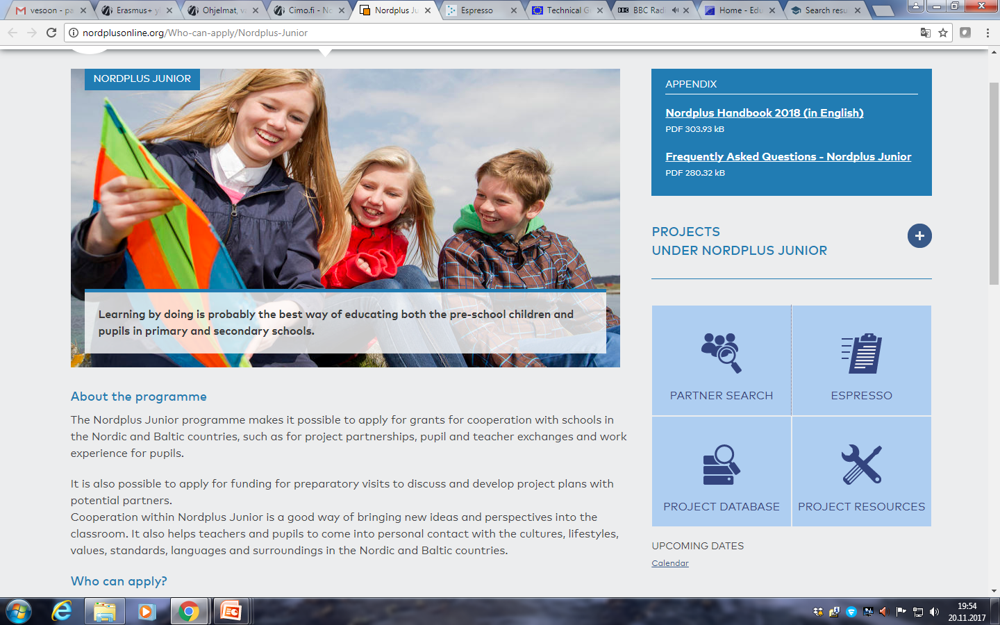 vesoon - pa
Erasmus+ y
Ohjelmat, v
Cimo.fi - No
Nordplus Ju
Espresso
Technical G
BBC Rad
Home - Edu
Search resu
nordplusonline.org/Who-can-apply/Nordplus-Junior
NORDPLUS JUNIOR
Learning by doing is probably the best way of educating both the pre-school children and
pupils in primary and secondary schools.
About the programme
The Nordplus Junior programme makes it possible to apply for grants for cooperation with schools in
the Nordic and Baltic countries, such as for project partnerships, pupil and teacher exchanges and work
experience for pupils.
It is also possible to apply for funding for preparatory visits to discuss and develop project plans with
potential partners.
Cooperation within Nordplus Junior is a good way of bringing new ideas and perspectives into the
classroom. It also helps teachers and pupils to come into personal contact with the cultures, lifestyles,
values, standards, languages and surroundings in the Nordic and Baltic countries.
Who can apply?
APPENDIX
Nordplus Handbook 2018 (in English)
PDF 303.93 kB
Frequently Asked Questions - Nordplus Junior
PDF 280.32 kB
PROJECTS
UNDER NORDPLUS JUNIOR
PARTNER SEARCH
ESPRESSO
PROJECT DATABASE
PROJECT RESOURCES
UPCOMING DATES
Calendar
19:54
20.11.2017